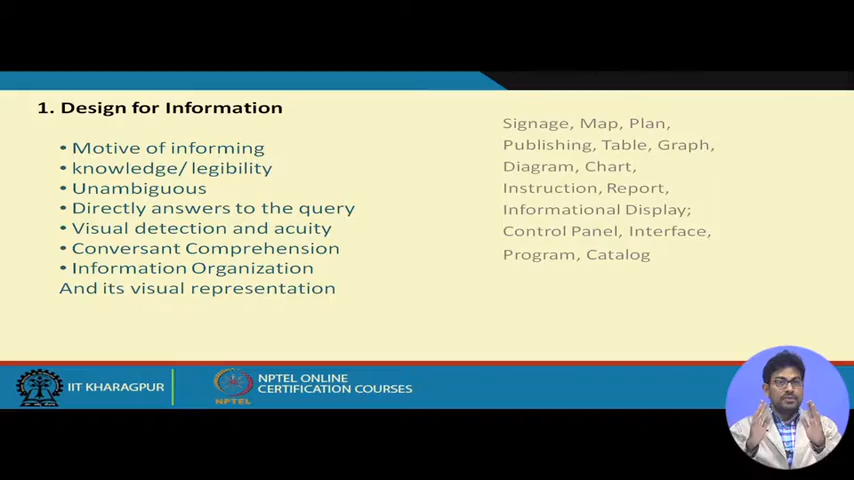 1. Design for Information
• Motive of informing
• knowledge/ legibility
• Unambiguous
• Directly answers to the query
• Visual detection and acuity
• Conversant Comprehension
• Information Organization
And its visual representation
Signage, Map, Plan,
Publishing, Table, Graph,
Diagram, Chart,
Instruction, Report,
Informational Display;
Control Panel, Interface,
Program, Catalog
IIT KHARAGPUR
NPTEL
NPTEL ONLINE
CERTIFICATION COURSES